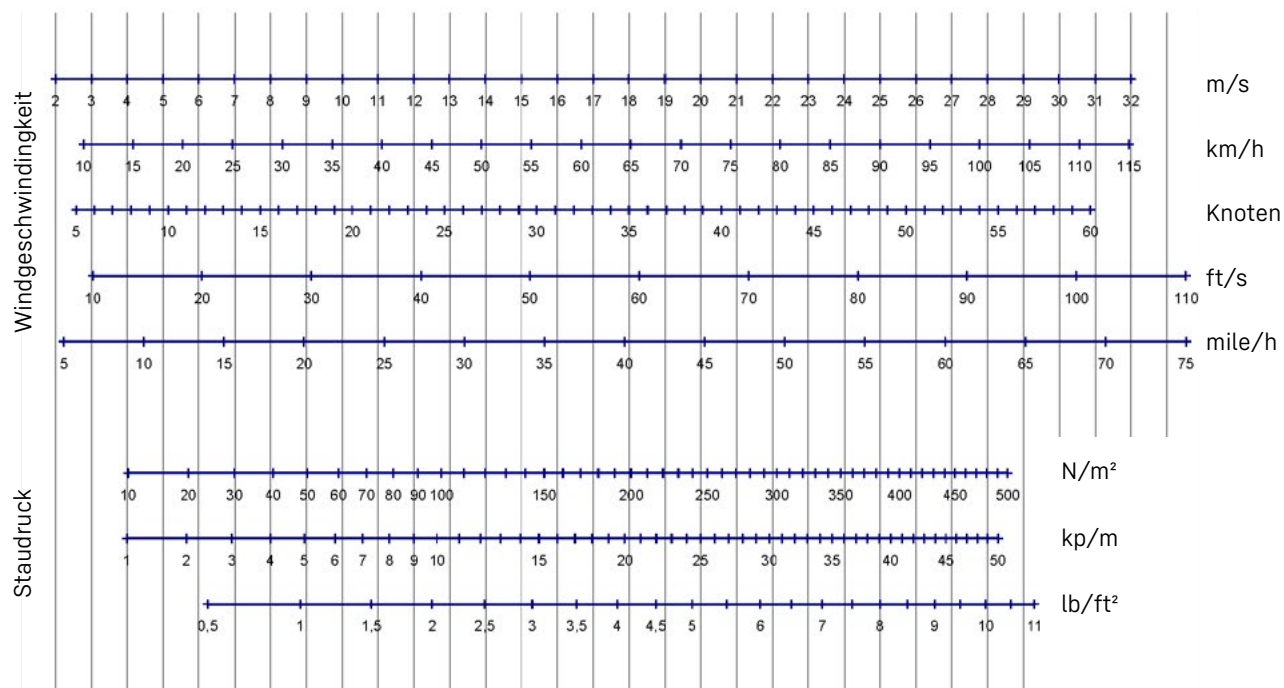 Windgeschwindingkeit
2 3 4 5 6 7 8 9 10 11 12 13 14 15 16 17 18 19 20 21 22 23 24 25 26 27 28 29 30 31 32 m/s
10 15 20 25 30 35 40 45 50 55 60 65 70 75 80 85 90 95 100 105 110 115 km/h
5 10 15 20 25 30 35 40 45 50 55 60 Knoten
10 20 30 40 50 60 70 80 90 100 110 ft/s
5 10 15 20 25 30 35 40 45 50 55 60 65 70 75 mile/h
Staudruck
10 20 30 40 50 60 70 80 90 100 150 200 250 300 350 400 450 500 N/m²
1 2 3 4 5 6 7 8 9 10 15 20 25 30 35 40 45 50 kp/m
0,5 1 1,5 2 2,5 3 3,5 4 4,5 5 6 7 8 9 10 11 lb/ft²